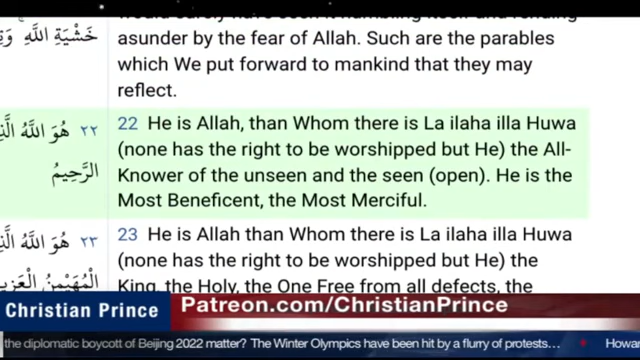 asunder by the fear of Allah. Such are the parables
خَشْيَةِ اللَّهِ
which We put forward to mankind that they may
reflect.
22 He is Allah, than Whom there is La ilaha illa Huwa
٢٢ هُوَ اللَّهُ
(none has the right to be worshipped but He) the All-
Knower of the unseen and the seen (open). He is the
الرَّحِيمُ
Most Beneficent, the Most Merciful.
23 He is Allah than Whom there is La ilaha illa Huwa
٢٣ هُوَ اللَّهُ
(none has the right to be worshipped but He) the
King, the Holy, the One Free from all defects, the
الْمُهَيْمِنُ
Christian Prince
Patreon.com/ChristianPrince
the diplomatic boycott of Beijing 2022 matter? The Winter Olympics have been hit by a flurry of protests...